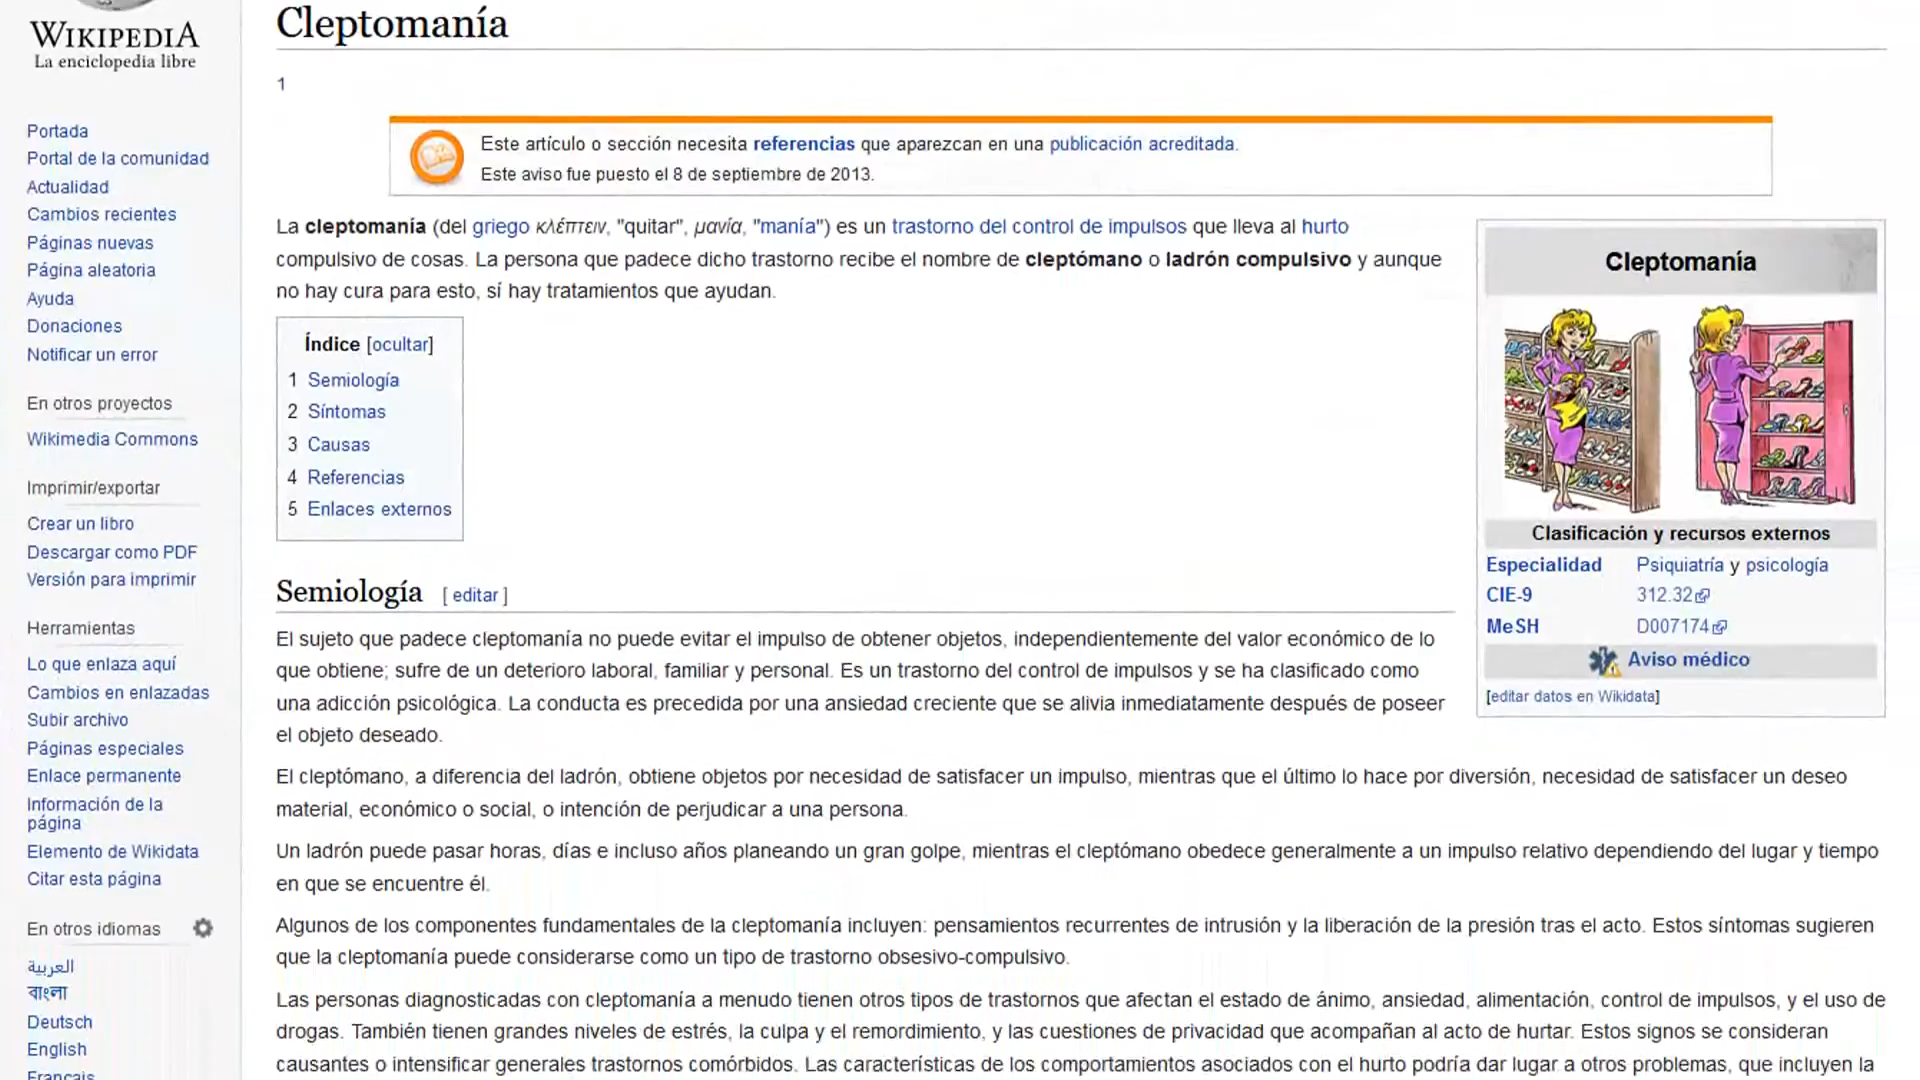 WIKIPEDIA
La enciclopedia libre
Portada
Portal de la comunidad
Actualidad
Cambios recientes
Páginas nuevas
Página aleatoria
Ayuda
Donaciones
Notificar un error
En otros proyectos
Wikimedia Commons
Imprimir/exportar
Crear un libro
Descargar como PDF
Versión para imprimir
Herramientas
Lo que enlaza aquí
Cambios en enlazadas
Subir archivo
Páginas especiales
Enlace permanente
Información de la
página
Elemento de Wikidata
Citar esta página
En otros idiomas
العربية
বাংলা
Deutsch
English
Français
Cleptomanía
1
Este artículo o sección necesita referencias que aparezcan en una publicación acreditada.
Este aviso fue puesto el 8 de septiembre de 2013.
La cleptomanía (del griego κλέπτειν, "quitar", μανία, "manía") es un trastorno del control de impulsos que lleva al hurto
compulsivo de cosas. La persona que padece dicho trastorno recibe el nombre de cleptómano o ladrón compulsivo y aunque
no hay cura para esto, sí hay tratamientos que ayudan.
Índice [ocultar]
1 Semiología
2 Síntomas
3 Causas
4 Referencias
5 Enlaces externos
Cleptomanía
Clasificación y recursos externos
Especialidad Psiquiatría y psicología
CIE-9 312.32
MeSH D007174
Aviso médico
[editar datos en Wikidata]
Semiología [ editar ]
El sujeto que padece cleptomanía no puede evitar el impulso de obtener objetos, independientemente del valor económico de lo
que obtiene; sufre de un deterioro laboral, familiar y personal. Es un trastorno del control de impulsos y se ha clasificado como
una adicción psicológica. La conducta es precedida por una ansiedad creciente que se alivia inmediatamente después de poseer
el objeto deseado.
El cleptómano, a diferencia del ladrón, obtiene objetos por necesidad de satisfacer un impulso, mientras que el último lo hace por diversión, necesidad de satisfacer un deseo
material, económico o social, o intención de perjudicar a una persona.
Un ladrón puede pasar horas, días e incluso años planeando un gran golpe, mientras el cleptómano obedece generalmente a un impulso relativo dependiendo del lugar y tiempo
en que se encuentre él.
Algunos de los componentes fundamentales de la cleptomanía incluyen: pensamientos recurrentes de intrusión y la liberación de la presión tras el acto. Estos síntomas sugieren
que la cleptomanía puede considerarse como un tipo de trastorno obsesivo-compulsivo.
Las personas diagnosticadas con cleptomanía a menudo tienen otros tipos de trastornos que afectan el estado de ánimo, ansiedad, alimentación, control de impulsos, y el uso de
drogas. También tienen grandes niveles de estrés, la culpa y el remordimiento, y las cuestiones de privacidad que acompañan al acto de hurtar. Estos signos se consideran
causantes o intensificar generales trastornos comórbidos. Las características de los comportamientos asociados con el hurto podría dar lugar a otros problemas, que incluyen la